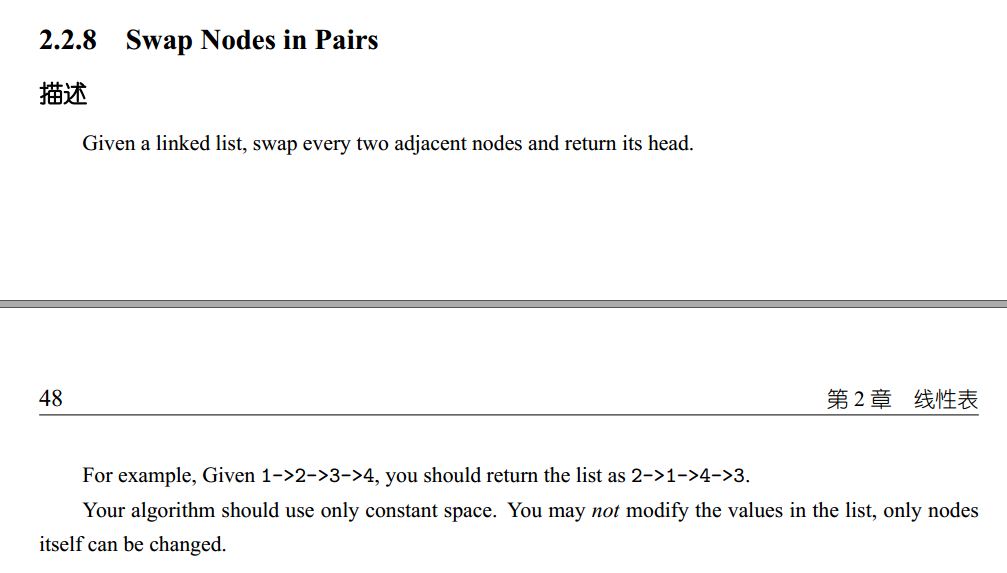 2.2.8 Swap Nodes in Pairs
描述
Given a linked list, swap every two adjacent nodes and return its head.
48 第 2 章 线性表
For example, Given 1->2->3->4, you should return the list as 2->1->4->3.
Your algorithm should use only constant space. You may not modify the values in the list, only nodes
itself can be changed.